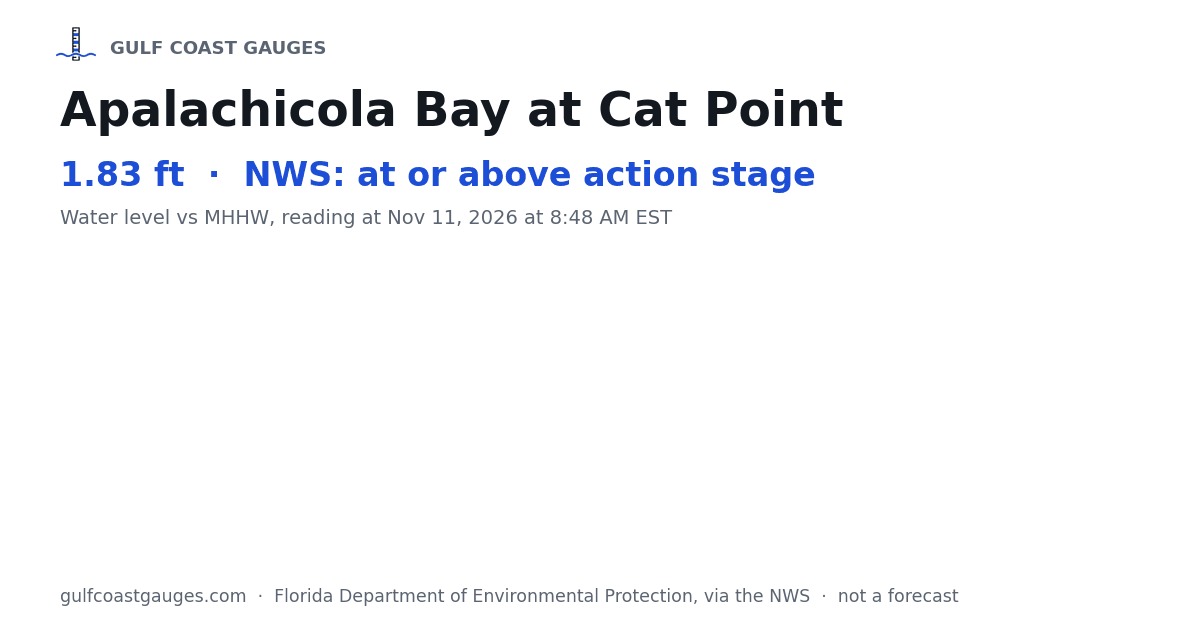 GULF COAST GAUGES
Apalachicola Bay at Cat Point
1.83 ft · NWS: at or above action stage
Water level vs MHHW, reading at Nov 11, 2026 at 8:48 AM EST
gulfcoastgauges.com · Florida Department of Environmental Protection, via the NWS · not a forecast